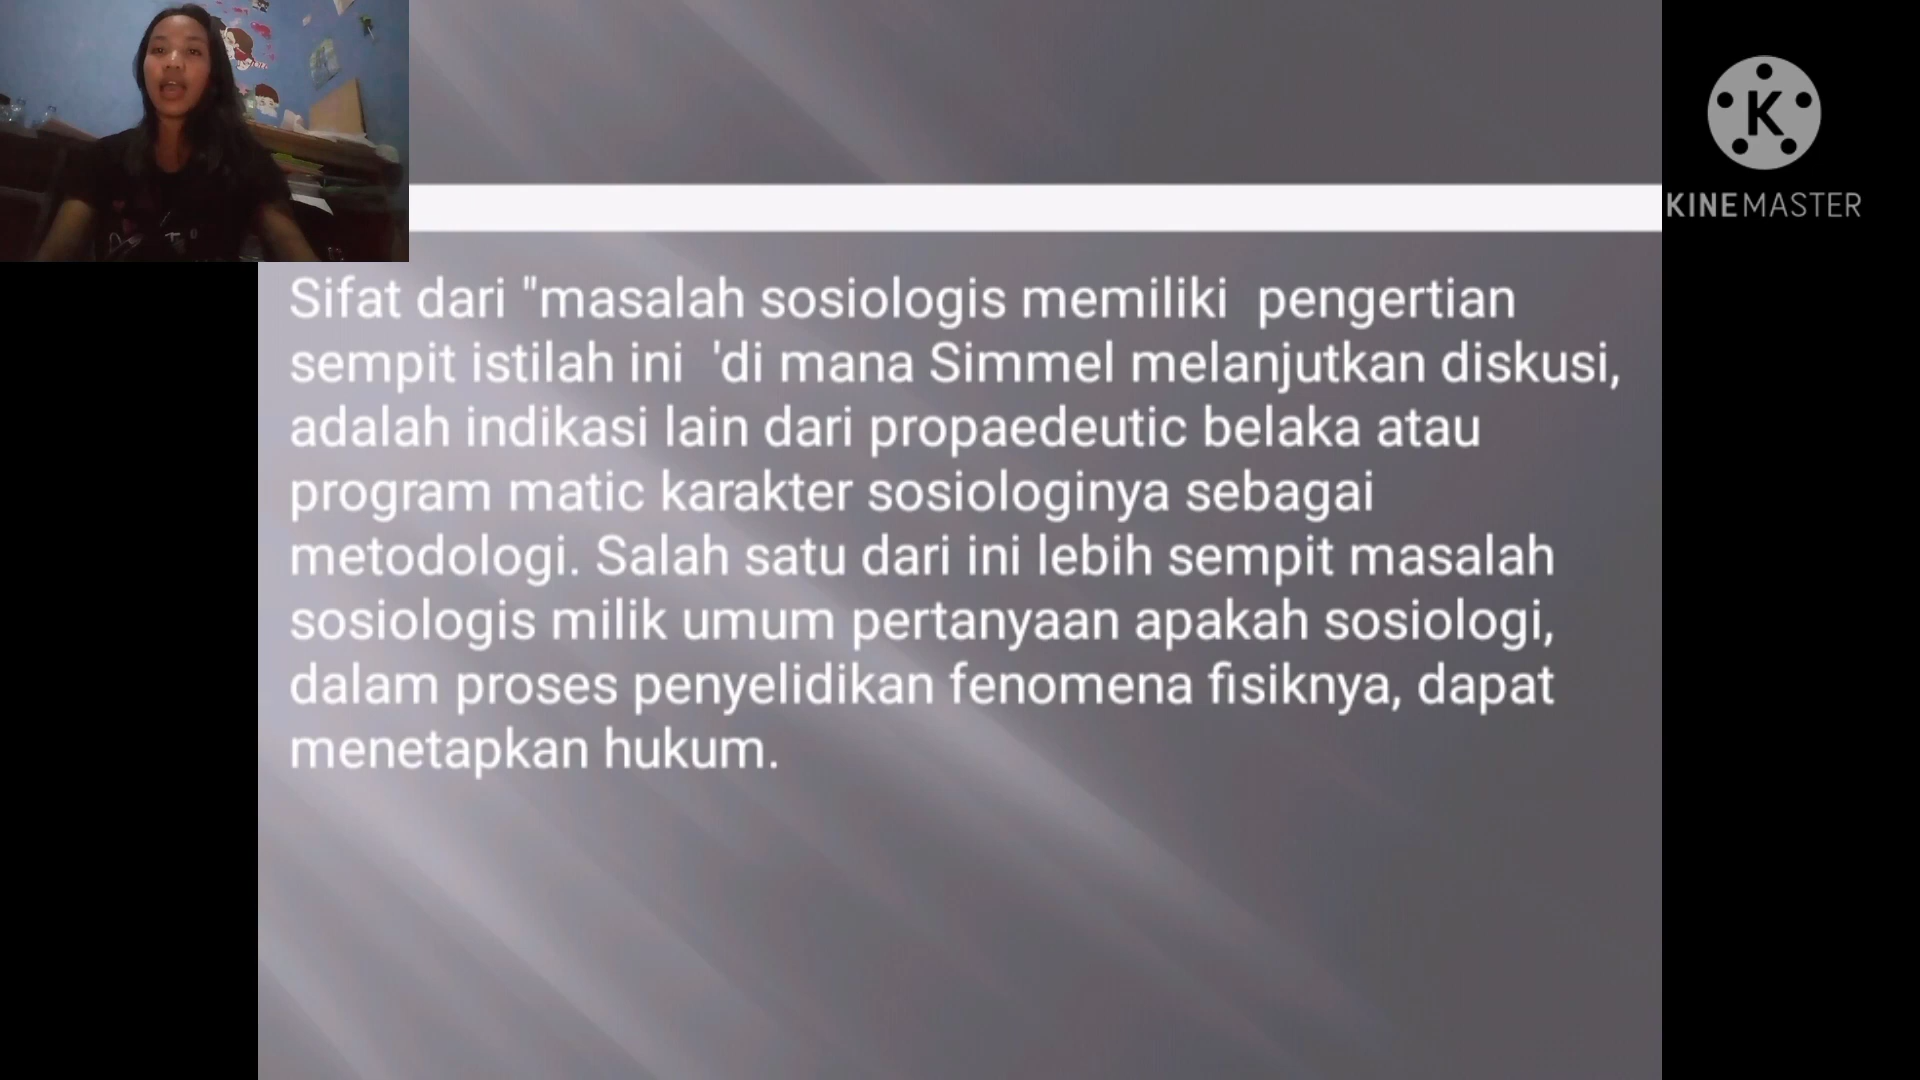 Sifat dari "masalah sosiologis memiliki  pengertian
sempit istilah ini  'di mana Simmel melanjutkan diskusi,
adalah indikasi lain dari propaedeutic belaka atau
program matic karakter sosiologinya sebagai
metodologi. Salah satu dari ini lebih sempit masalah
sosiologis milik umum pertanyaan apakah sosiologi,
dalam proses penyelidikan fenomena fisiknya, dapat
menetapkan hukum.
K
KINEMASTER